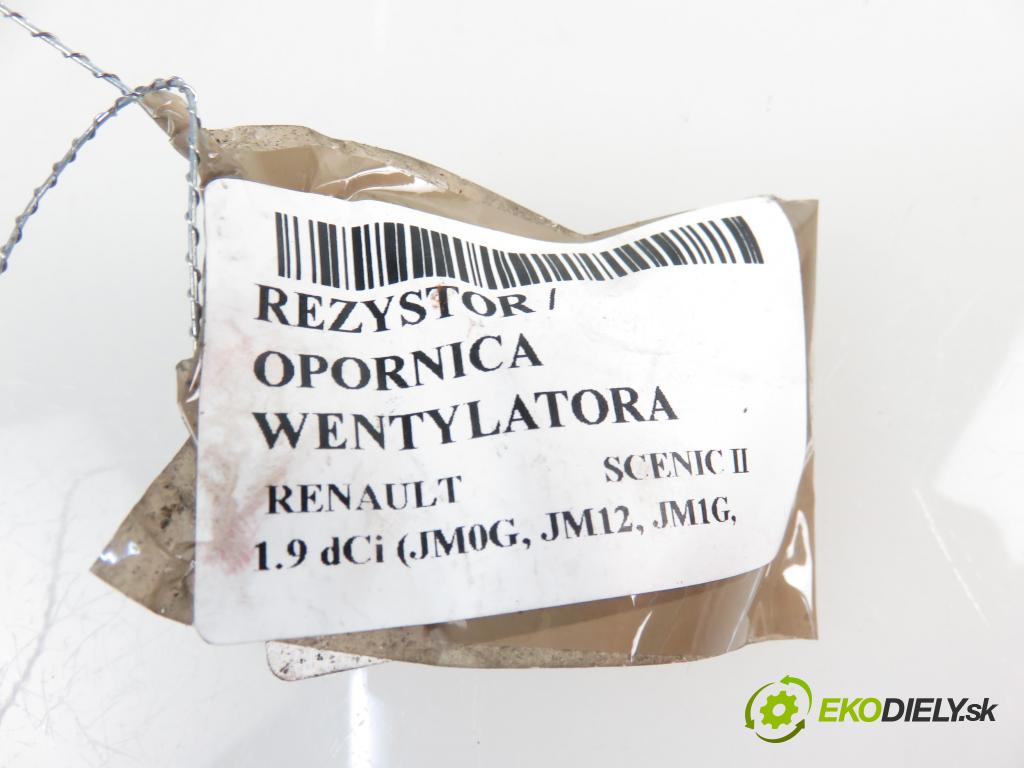 REZYSTOR /
OPORNICA
WENTYLATORA
RENAULT SCENIC II
1.9 dCi (JM0G, JM12, JM1G,
EKODIELY.sk